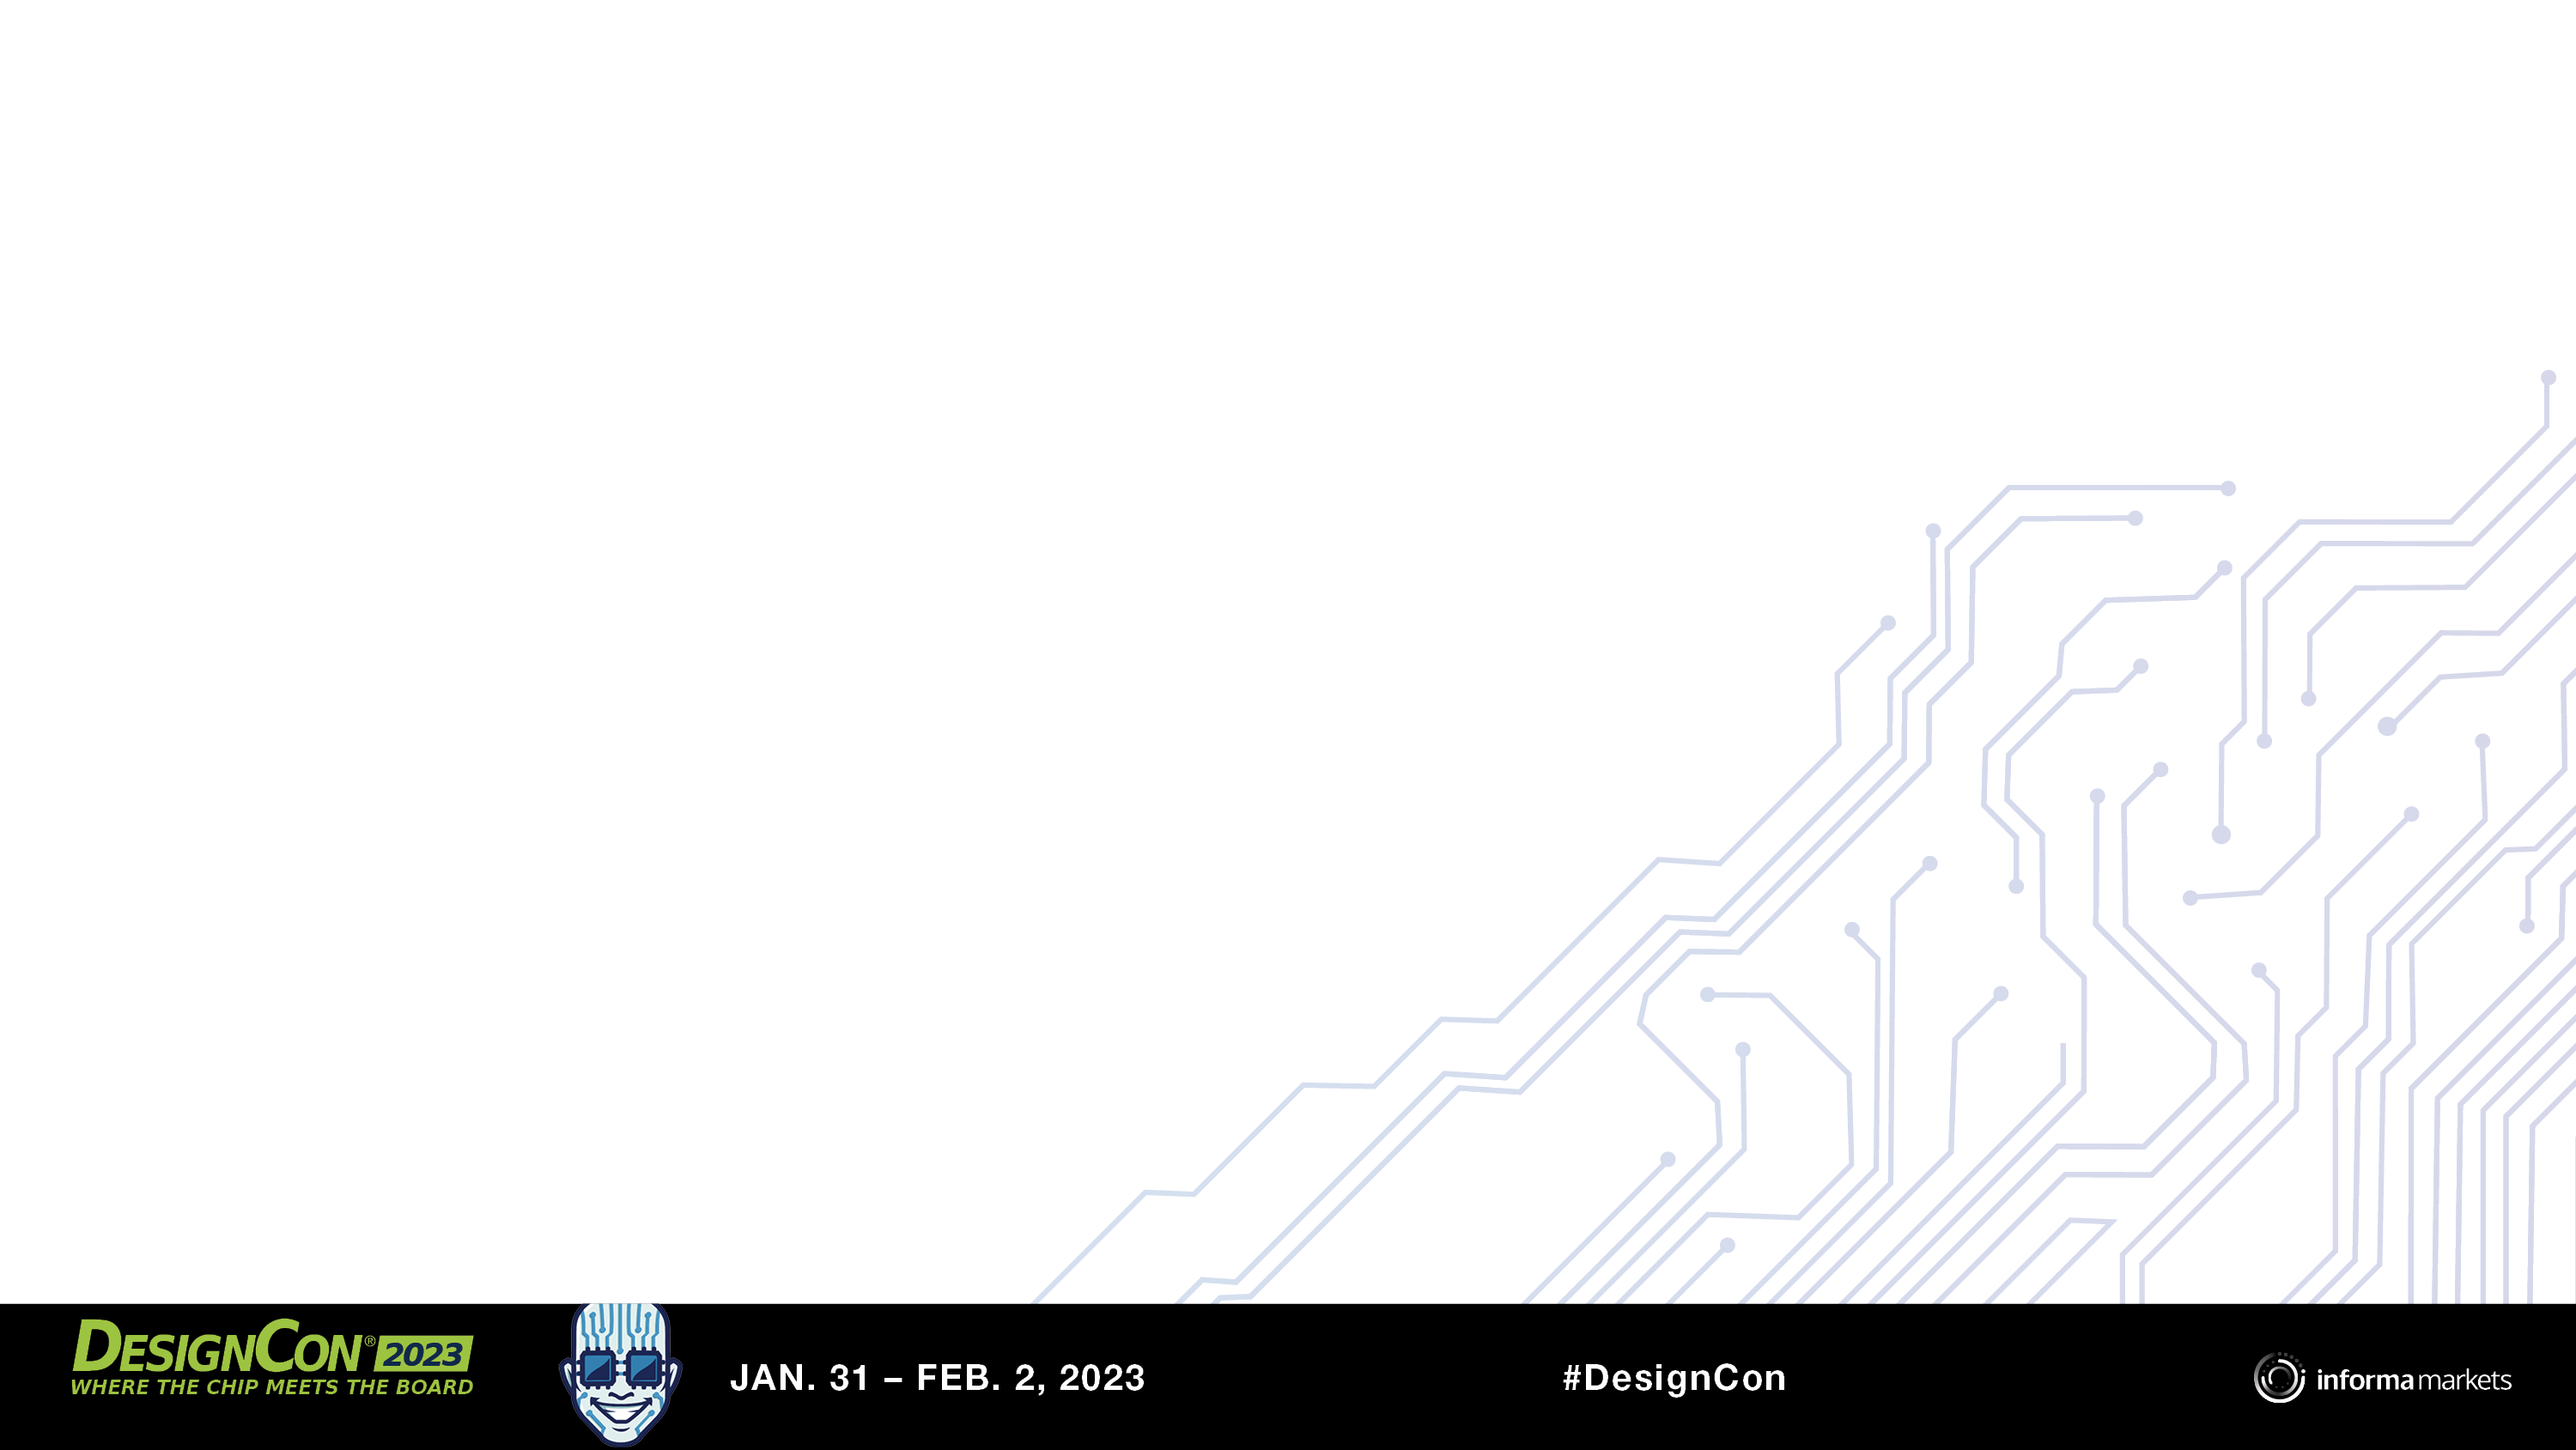 DESIGNCON® 2023
WHERE THE CHIP MEETS THE BOARD
JAN. 31 – FEB. 2, 2023
#DesignCon
informa markets